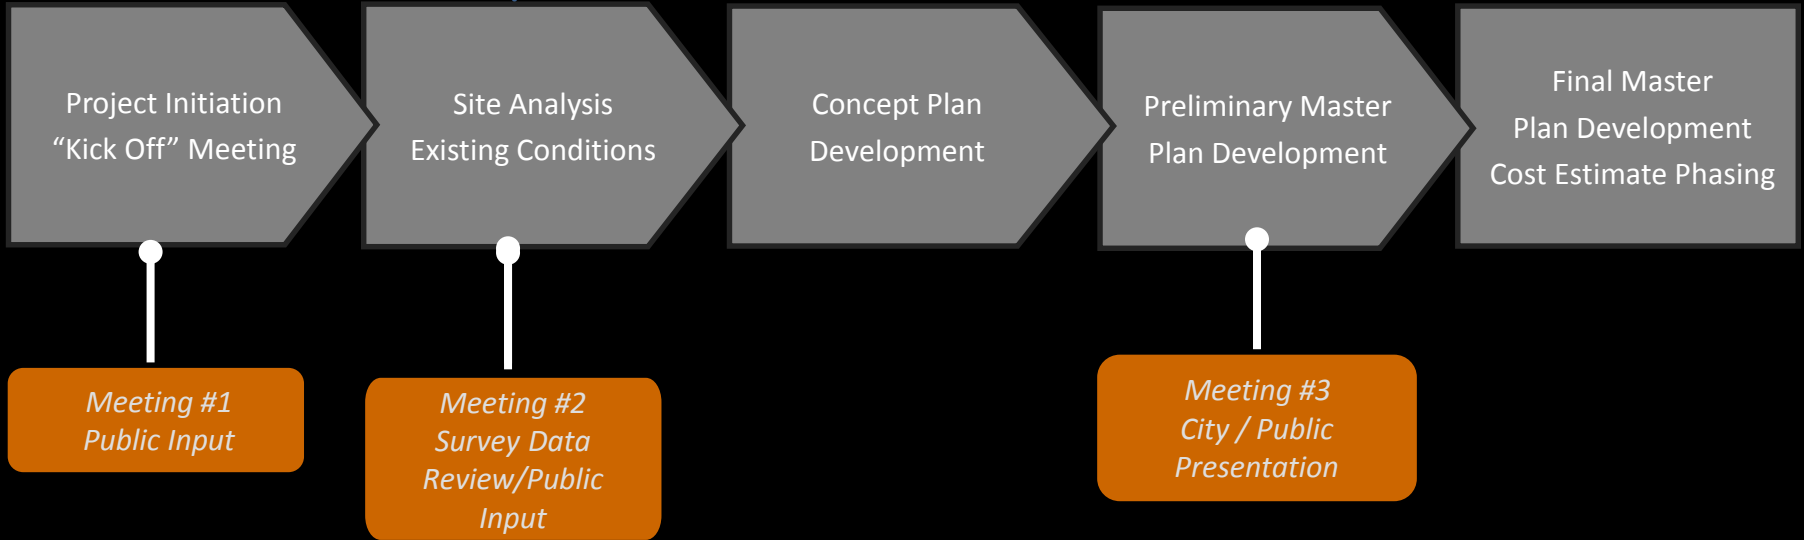 Project Initiation
“Kick Off” Meeting
Site Analysis
Existing Conditions
Concept Plan
Development
Preliminary Master
Plan Development
Final Master
Plan Development
Cost Estimate Phasing
Meeting #1
Public Input
Meeting #2
Survey Data
Review/Public
Input
Meeting #3
City / Public
Presentation